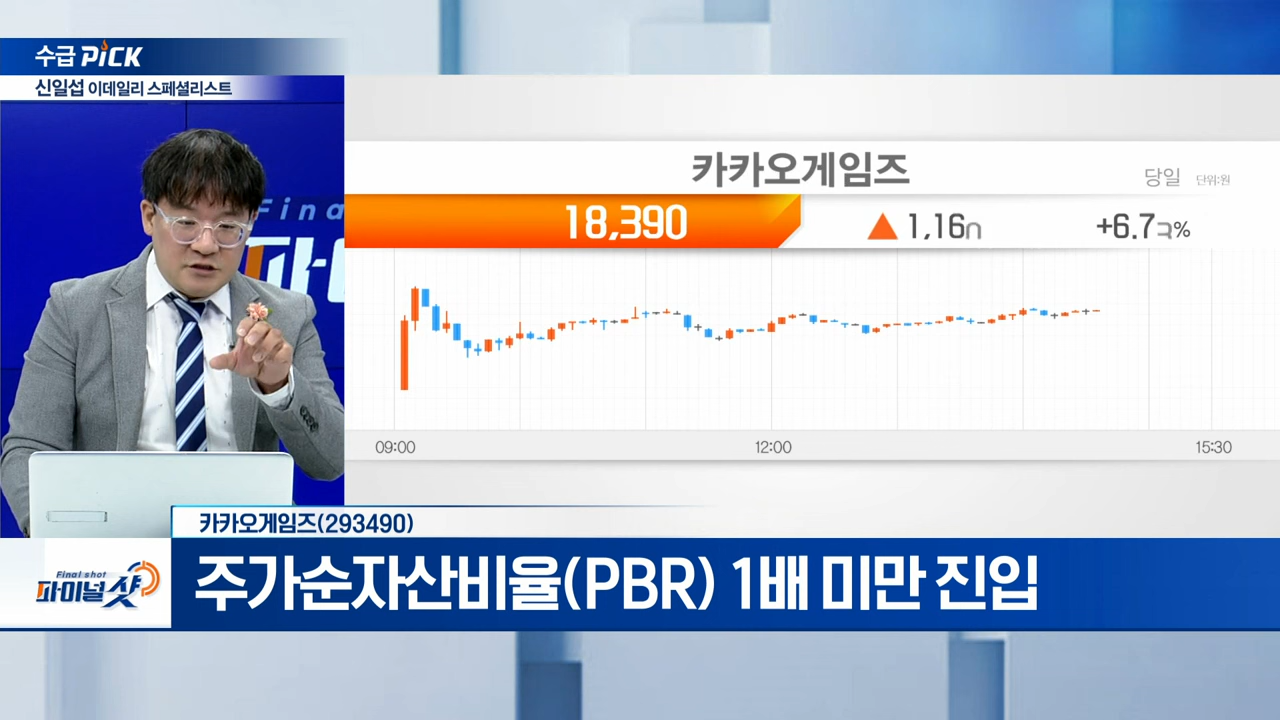 수급 PiCK
신일섭 이데일리 스페셜리스트
카카오게임즈
당일 단위:원
18,390 ▲
09:00 12:00 15:30
카카오게임즈(293490)
Final shot
파이널샷
주가순자산비율(PBR) 1배 미만 진입